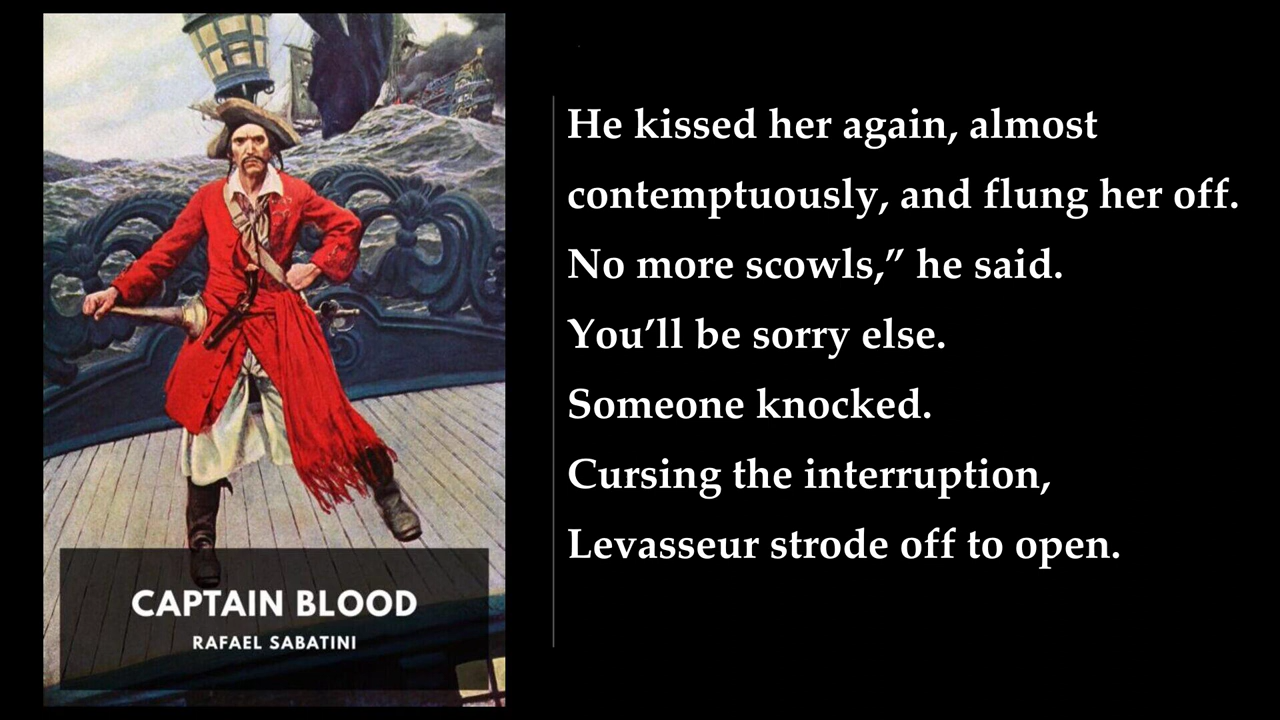 CAPTAIN BLOOD
RAFAEL SABATINI
He kissed her again, almost
contemptuously, and flung her off.
No more scowls,” he said.
You’ll be sorry else.
Someone knocked.
Cursing the interruption,
Levasseur strode off to open.